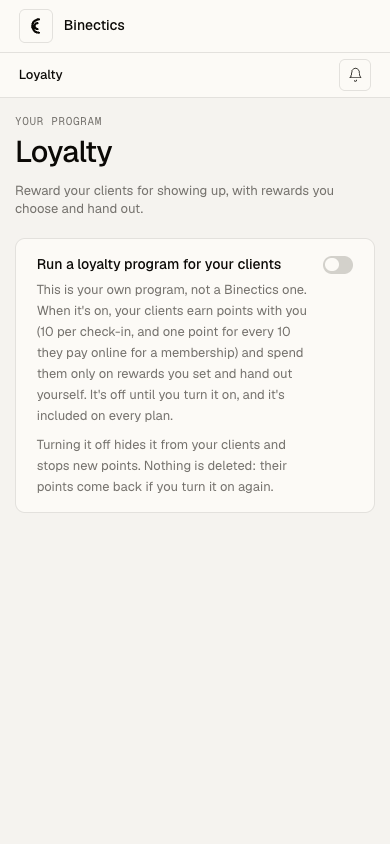 Binectics
Loyalty
YOUR PROGRAM
Loyalty
Reward your clients for showing up, with rewards you
choose and hand out.
Run a loyalty program for your clients
This is your own program, not a Binectics one.
When it's on, your clients earn points with you
(10 per check-in, and one point for every 10
they pay online for a membership) and spend
them only on rewards you set and hand out
yourself. It's off until you turn it on, and it's
included on every plan.
Turning it off hides it from your clients and
stops new points. Nothing is deleted: their
points come back if you turn it on again.